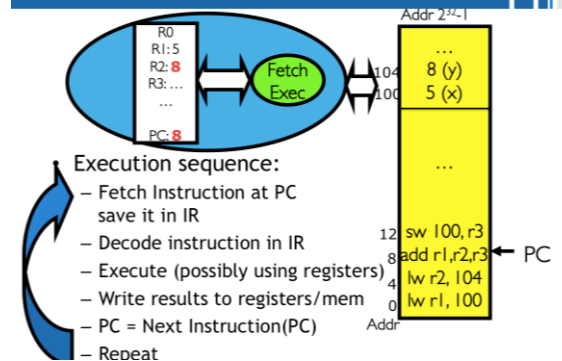 Addr 2³²-1
R0
R1: 5
R2: 8
R3: ...
...
PC: 8
Fetch
Exec
...
104 8 (y)
100 5 (x)
...
12 sw 100, r3
8 add r1,r2,r3 PC
4 lw r2, 104
0 lw r1, 100
Addr
• Execution sequence:
– Fetch Instruction at PC
save it in IR
– Decode instruction in IR
– Execute (possibly using registers)
– Write results to registers/mem
– PC = Next Instruction(PC)
– Repeat